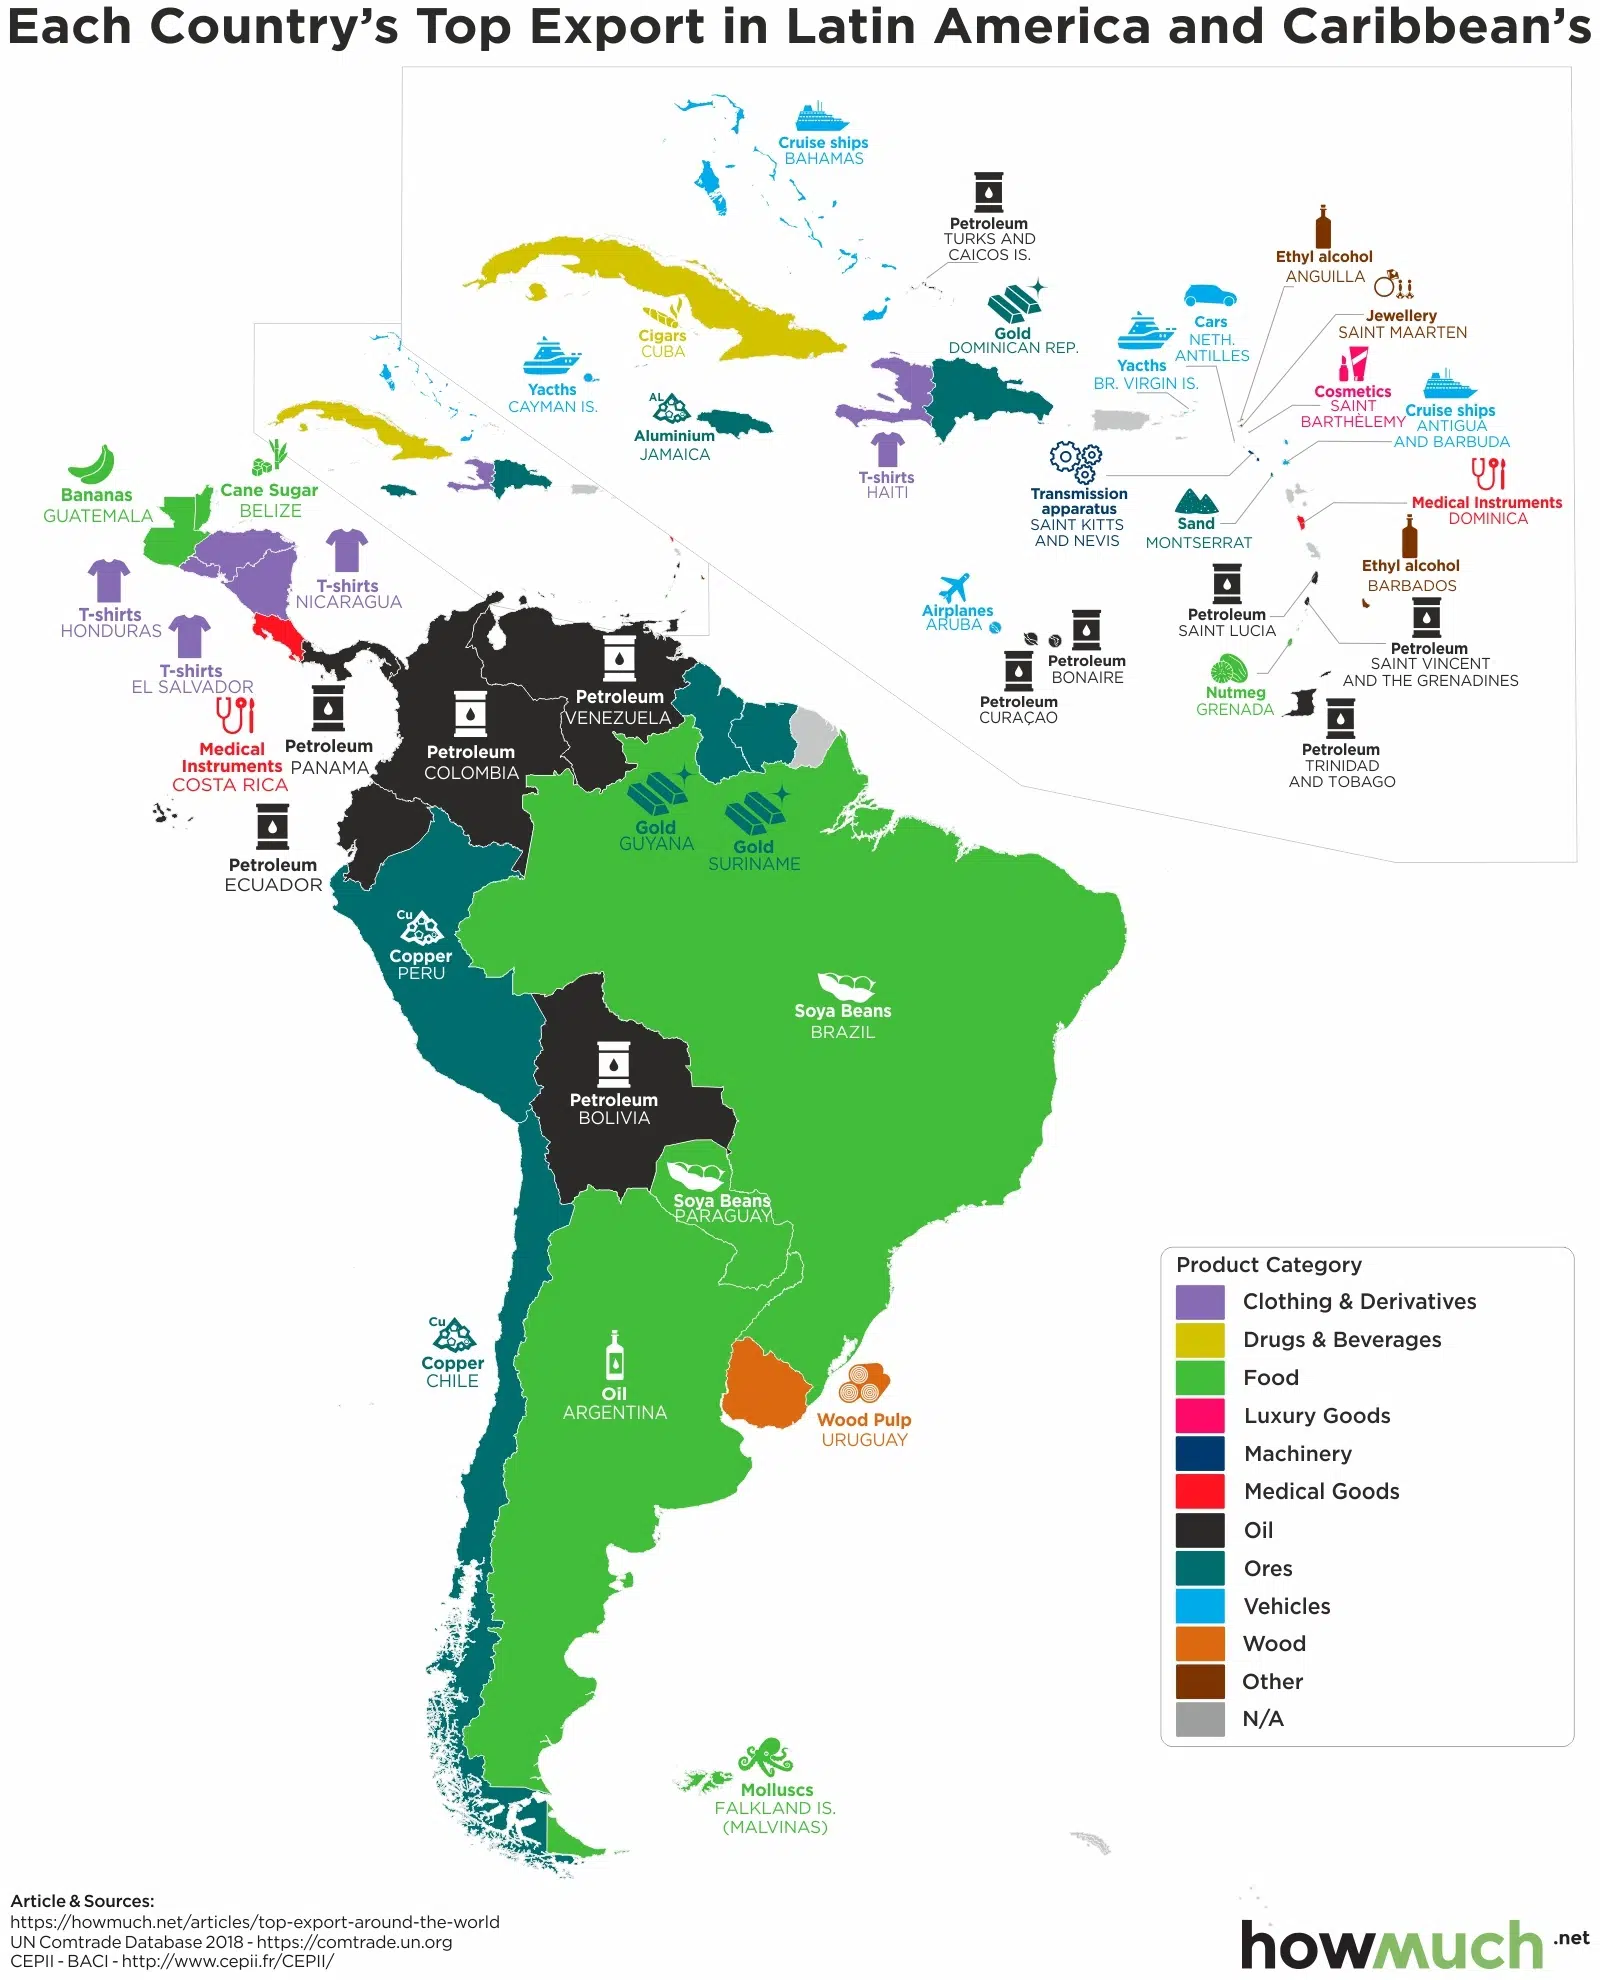 Each Country's Top Export in Latin America and Caribbean's
Cruise ships
BAHAMAS
Petroleum
TURKS AND
CAICOS IS.
Ethyl alcohol
ANGUILLA
Jewellery
SAINT MAARTEN
Cigars
CUBA
Gold
DOMINICAN REP.
Cars
NETH.
ANTILLES
Yacths
BR. VIRGIN IS.
Yacths
CAYMAN IS.
Cosmetics
SAINT
BARTHÈLEMY
Cruise ships
ANTIGUA
AND BARBUDA
AL
Aluminium
JAMAICA
T-shirts
HAITI
Transmission
apparatus
SAINT KITTS
AND NEVIS
Sand
MONTSERRAT
Medical Instruments
DOMINICA
Ethyl alcohol
BARBADOS
Petroleum
SAINT LUCIA
Airplanes
ARUBA
Petroleum
BONAIRE
Petroleum
CURAÇAO
Petroleum
SAINT VINCENT
AND THE GRENADINES
Nutmeg
GRENADA
Petroleum
TRINIDAD
AND TOBAGO
Bananas
GUATEMALA
Cane Sugar
BELIZE
T-shirts
HONDURAS
T-shirts
NICARAGUA
T-shirts
EL SALVADOR
Medical
Instruments
COSTA RICA
Petroleum
PANAMA
Petroleum
COLOMBIA
Petroleum
VENEZUELA
Petroleum
ECUADOR
Gold
GUYANA
Gold
SURINAME
Cu
Copper
PERU
Soya Beans
BRAZIL
Petroleum
BOLIVIA
Soya Beans
PARAGUAY
Cu
Copper
CHILE
Oil
ARGENTINA
Wood Pulp
URUGUAY
Molluscs
FALKLAND IS.
(MALVINAS)
Product Category
Clothing & Derivatives
Drugs & Beverages
Food
Luxury Goods
Machinery
Medical Goods
Oil
Ores
Vehicles
Wood
Other
N/A
Article & Sources:
https://howmuch.net/articles/top-export-around-the-world
UN Comtrade Database 2018 - https://comtrade.un.org
CEPII - BACI - http://www.cepii.fr/CEPII/
howmuch.net